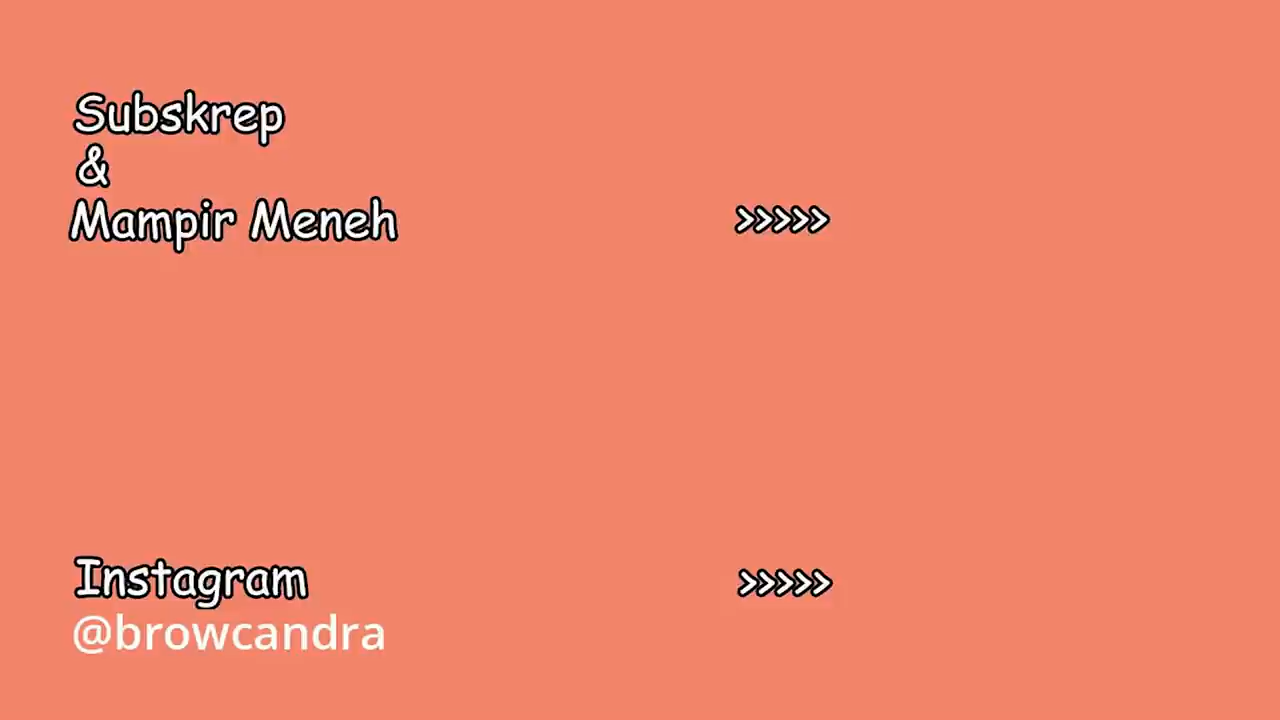 Subskrep
&
Mampir Meneh
>>>>>
Instagram
>>>>>
@browcandra